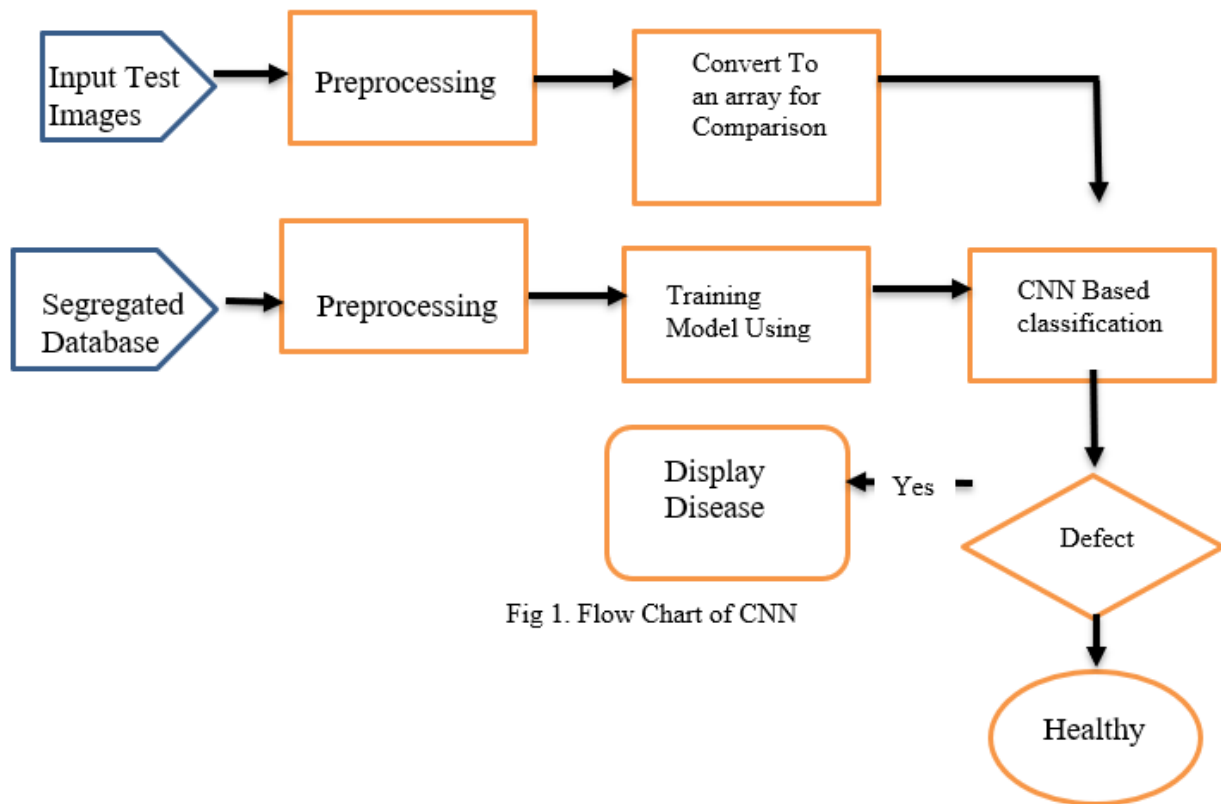 Input Test
Images
Preprocessing
Convert To
an array for
Comparison
Segregated
Database
Preprocessing
Training
Model Using
CNN Based
classification
Display
Disease
Yes
Defect
Fig 1. Flow Chart of CNN
Healthy